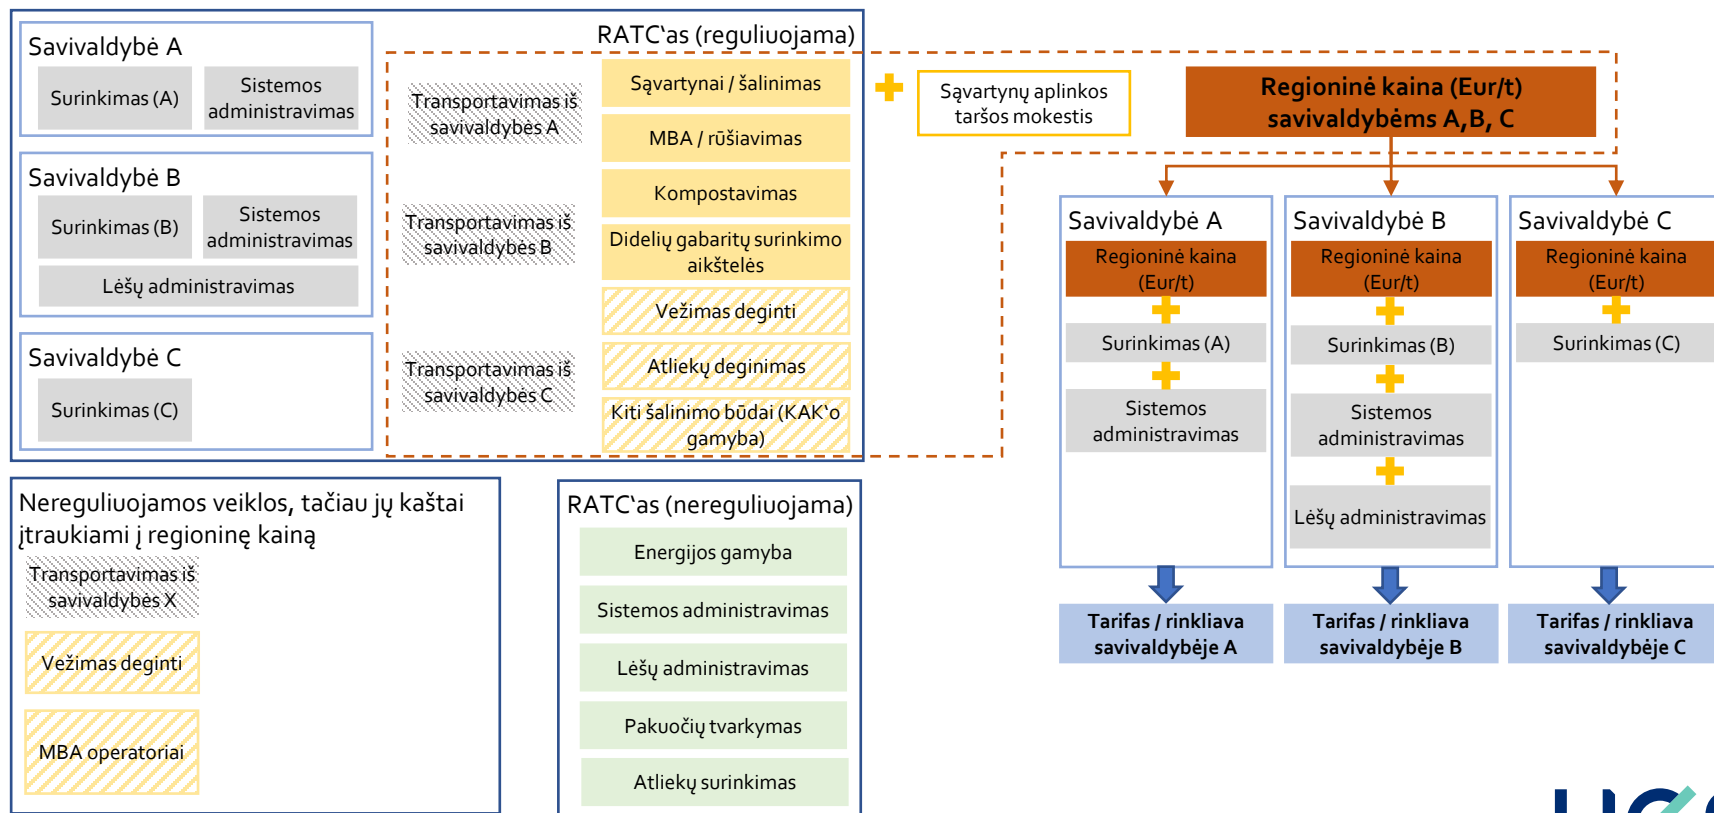 RATC‘as (reguliuojama)
Savivaldybė A
Surinkimas (A)
Sistemos
administravimas
Savivaldybė B
Surinkimas (B)
Sistemos
administravimas
Lėšų administravimas
Savivaldybė C
Surinkimas (C)
Transportavimas iš
savivaldybės A
Transportavimas iš
savivaldybės B
Transportavimas iš
savivaldybės C
Sąvartynai / šalinimas
MBA / rūšiavimas
Kompostavimas
Didelių gabaritų surinkimo
aikštelės
Vežimas deginti
Atliekų deginimas
Kiti šalinimo būdai (KAK‘o
gamyba)
Sąvartynų aplinkos
taršos mokestis
Regioninė kaina (Eur/t)
savivaldybėms A,B, C
Savivaldybė A
Regioninė kaina
(Eur/t)
Surinkimas (A)
Sistemos
administravimas
Tarifas / rinkliava
savivaldybėje A
Savivaldybė B
Regioninė kaina
(Eur/t)
Surinkimas (B)
Sistemos
administravimas
Lėšų administravimas
Tarifas / rinkliava
savivaldybėje B
Savivaldybė C
Regioninė kaina
(Eur/t)
Surinkimas (C)
Tarifas / rinkliava
savivaldybėje C
Nereguliuojamos veiklos, tačiau jų kaštai
įtraukiami į regioninę kainą
Transportavimas iš
savivaldybės X
Vežimas deginti
MBA operatoriai
RATC‘as (nereguliuojama)
Energijos gamyba
Sistemos administravimas
Lėšų administravimas
Pakuočių tvarkymas
Atliekų surinkimas